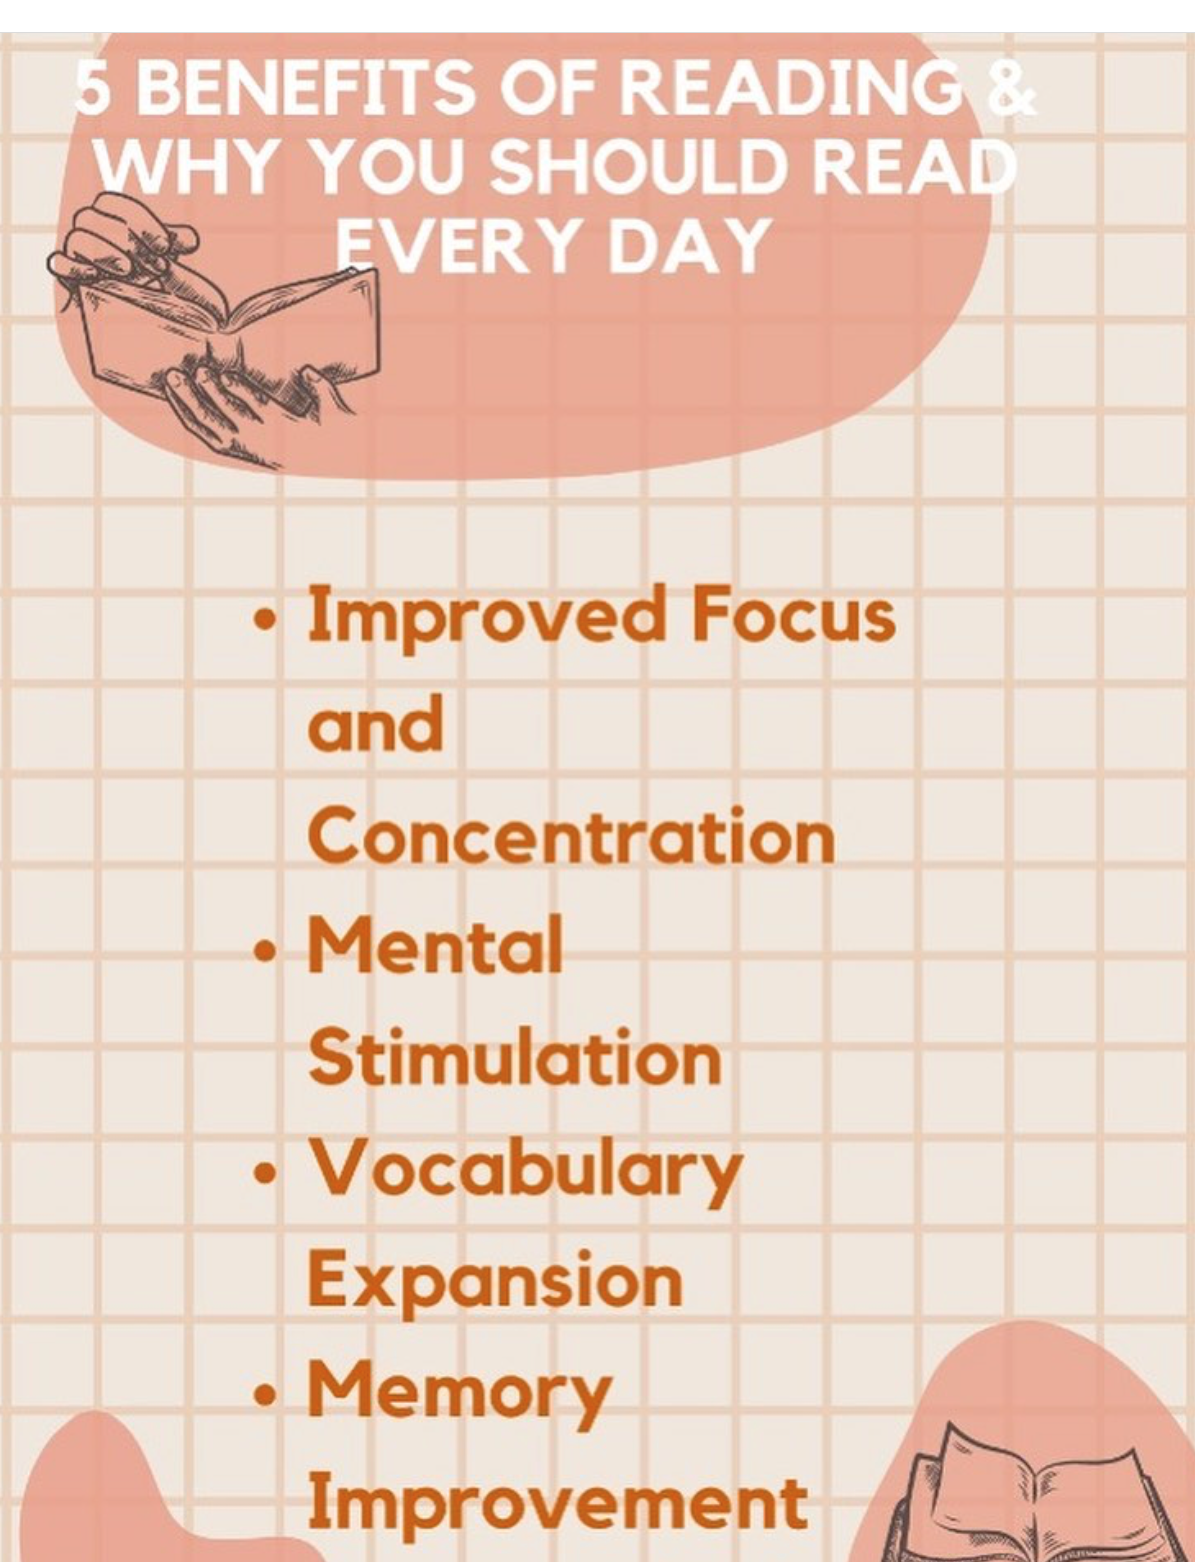 5 BENEFITS OF READING &
WHY YOU SHOULD READ
EVERY DAY
• Improved Focus
and
Concentration
• Mental
Stimulation
• Vocabulary
Expansion
• Memory
Improvement